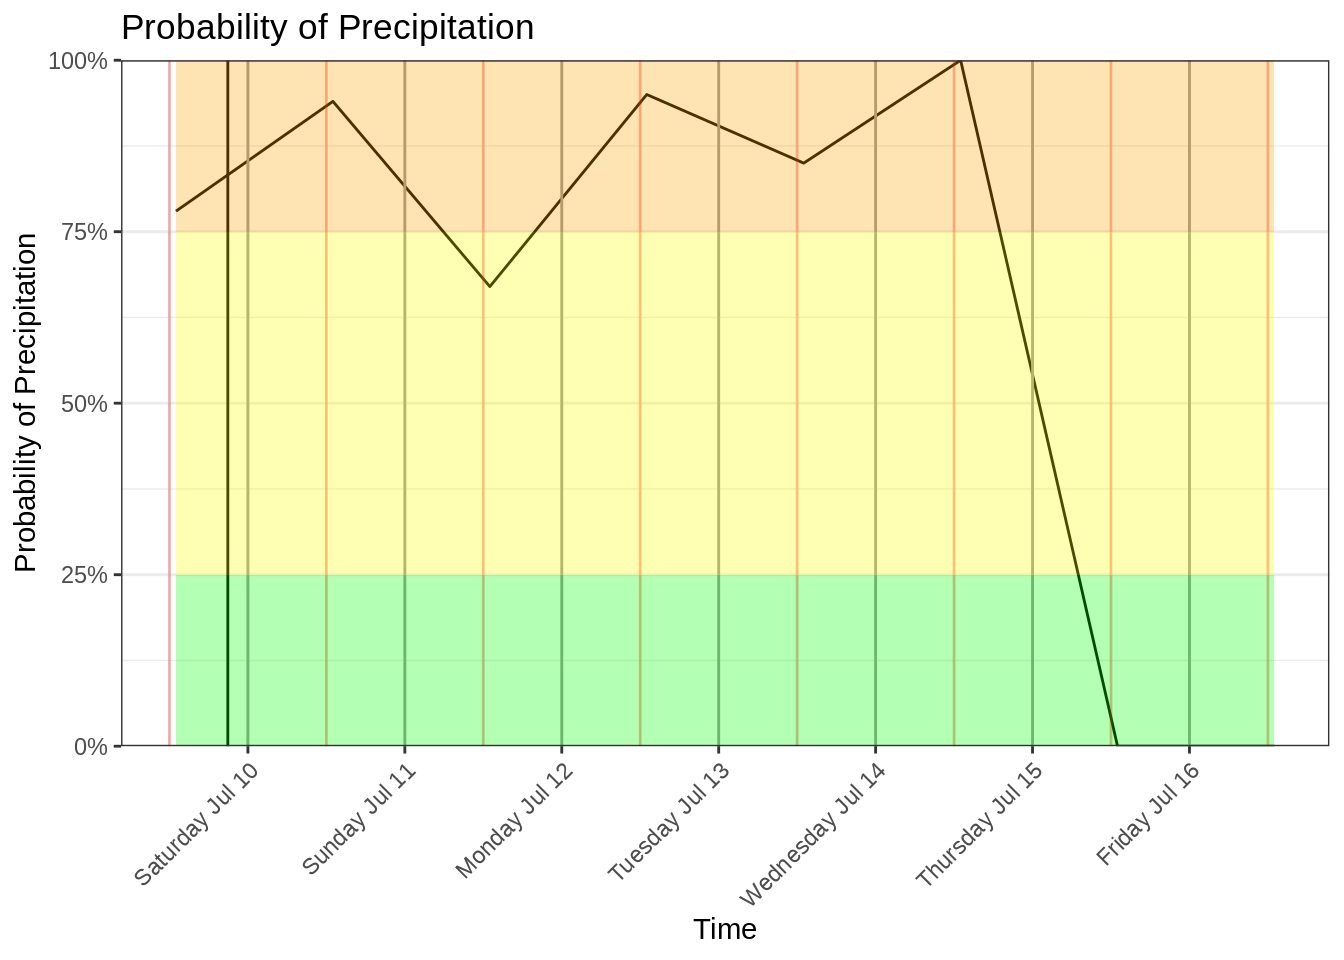 Probability of Precipitation
Probability of Precipitation
100%
75%
50%
25%
0%
Saturday Jul 10
Sunday Jul 11
Monday Jul 12
Tuesday Jul 13
Wednesday Jul 14
Thursday Jul 15
Friday Jul 16
Time